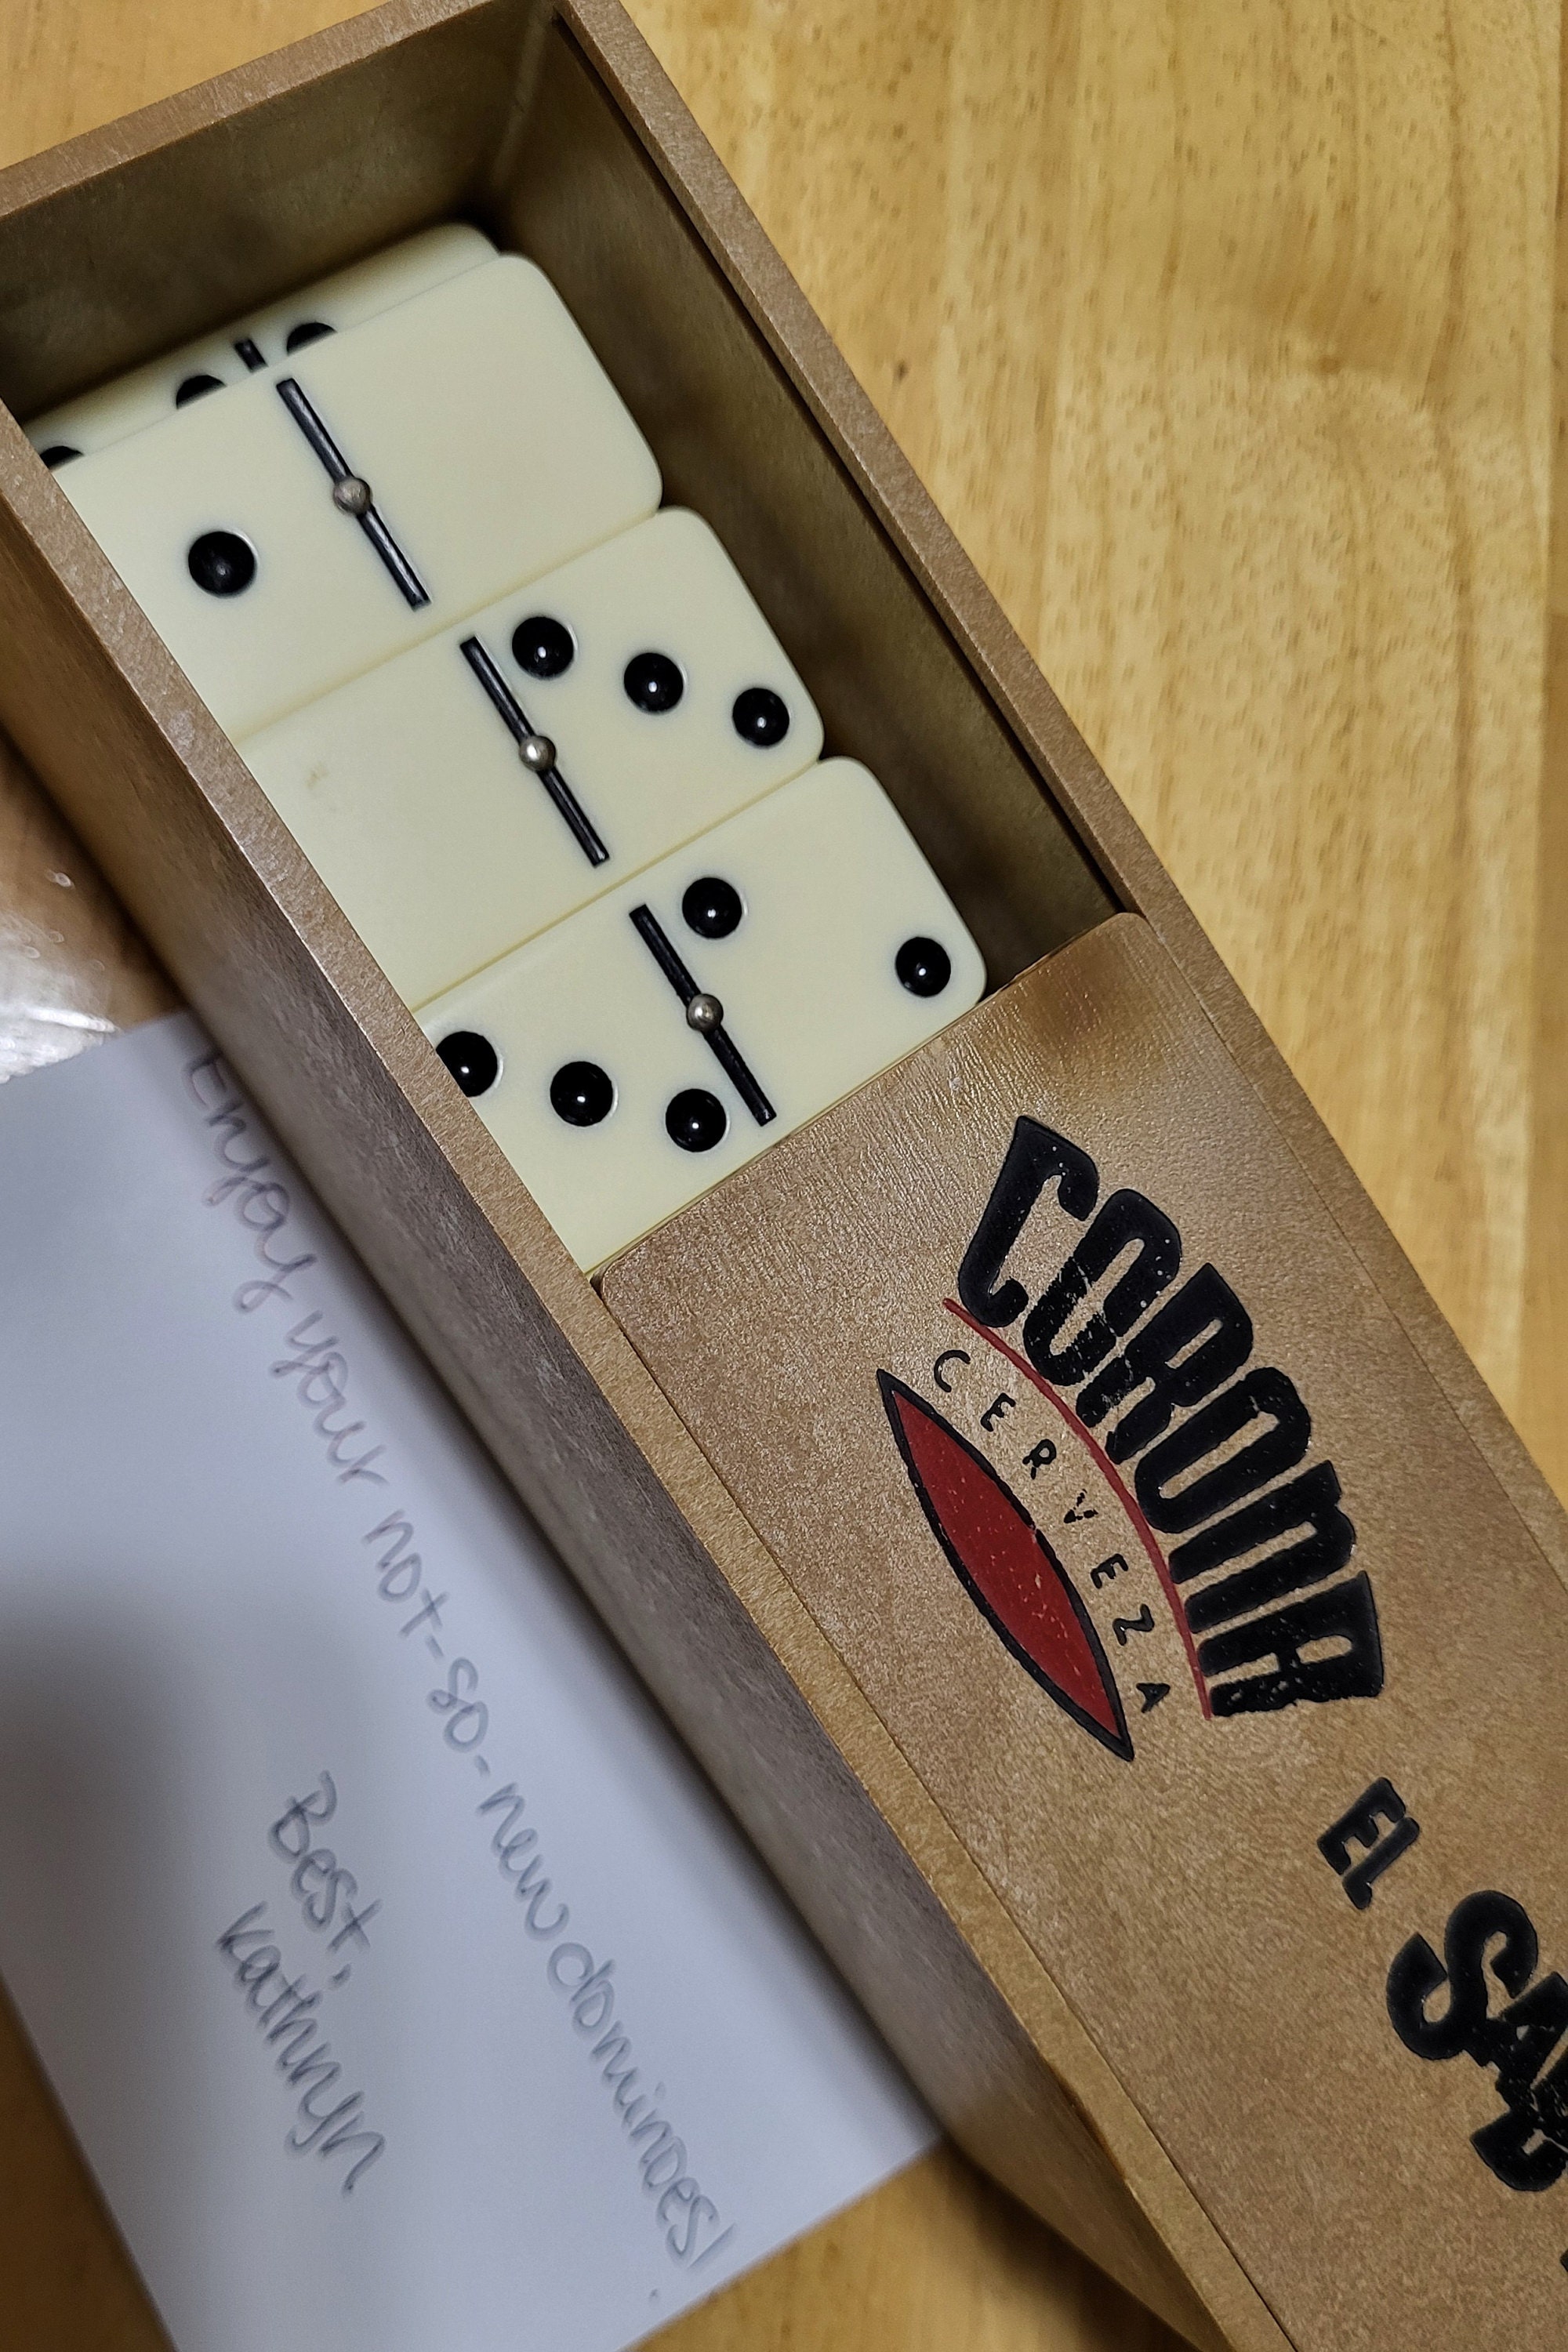 Enjoy your not-so-new dominoes!
Best,
Kathryn
CORONA
CERVEZA
EL